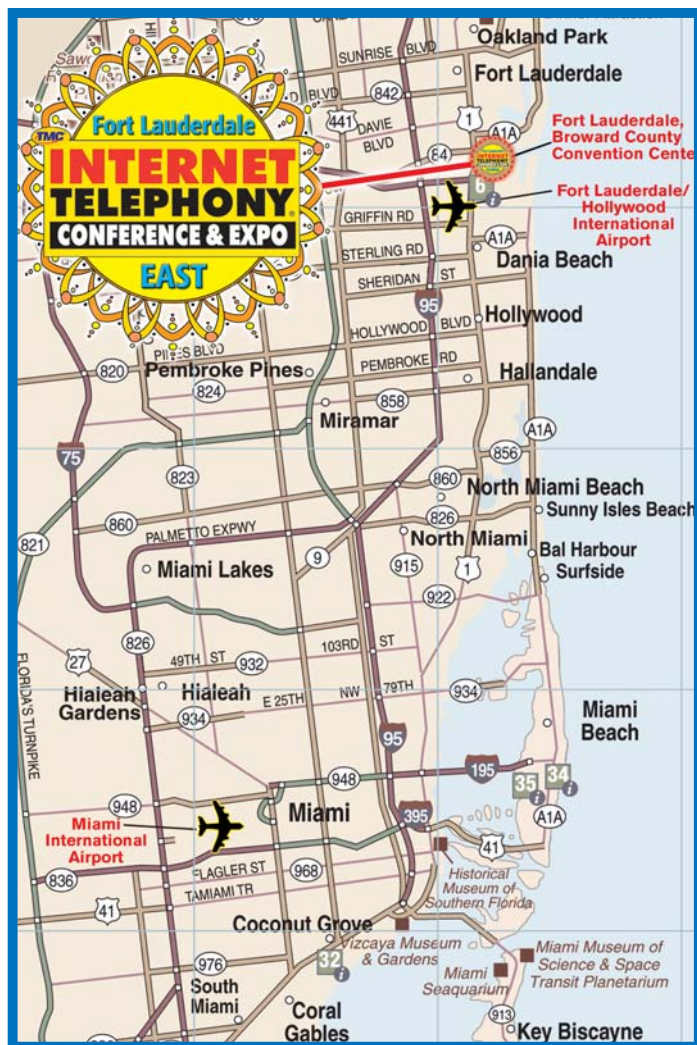 Oakland Park
SUNRISE BLVD
Fort Lauderdale
BLVD
842
441
1
A1A
DAVIE
BLVD
84
Fort Lauderdale,
Broward County
Convention Cente
TMC
Fort Lauderdale
INTERNET
TELEPHONY
CONFERENCE & EXPO
EAST
6
Fort Lauderdale/
Hollywood
International
Airport
GRIFFIN RD
STERLING RD
A1A
Dania Beach
SHERIDAN ST
95
Hollywood
HOLLYWOOD BLVD
PINES BLVD
PEMBROKE RD
820
Pembroke Pines
824
Hallandale
858
Miramar
A1A
75
856
823
860
North Miami Beach
860
826
Sunny Isles Beach
821
PALMETTO EXPWY
North Miami
9
915
1
Bal Harbour
Surfside
Miami Lakes
922
826
103RD ST
27
49TH ST
932
FLORIDA'S TURNPIKE
Hialeah
Gardens
Hialeah
E 25TH
NW 79TH
934
934
Miami
Beach
95
195
948
35
34
948
Miami
395
A1A
Miami
International
Airport
41
836
FLAGLER ST
968
Historical
Museum of
Southern Florida
TAMIAMI TR
41
Coconut Grove
Vizcaya Museum
& Gardens
32
976
Miami Museum of
Science & Space
Transit Planetarium
Miami
Seaquarium
South
Miami
Coral
Gables
913
Key Biscayne